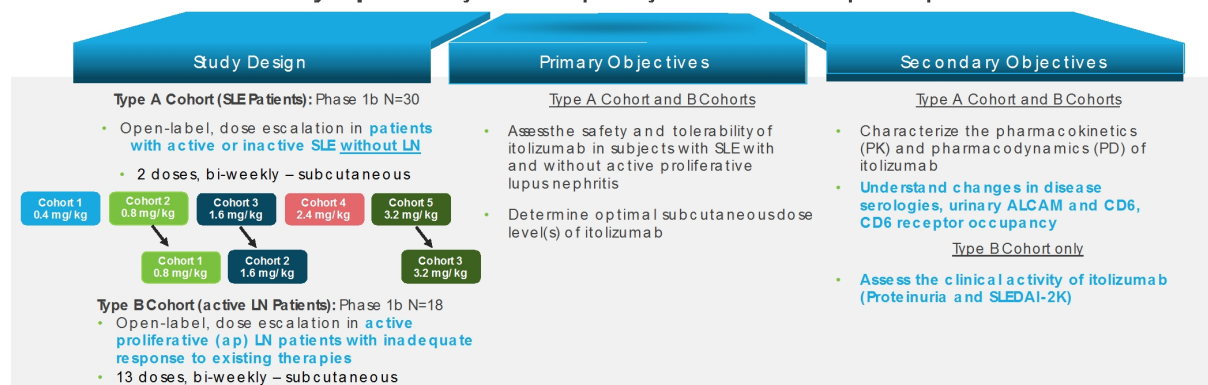 Study Design
Type A Cohort (SLE Patients): Phase 1b N=30
• Open-label, dose escalation in patients
with active or inactive SLE without LN
• 2 doses, bi-weekly – subcutaneous
Cohort 1
0.4 mg/kg
Cohort 2
0.8 mg/kg
Cohort 3
1.6 mg/kg
Cohort 4
2.4 mg/kg
Cohort 5
3.2 mg/kg
Cohort 1
0.8 mg/kg
Cohort 2
1.6 mg/kg
Cohort 3
3.2 mg/kg
Type B Cohort (active LN Patients): Phase 1b N=18
• Open-label, dose escalation in active
proliferative (ap) LN patients with inadequate
response to existing therapies
• 13 doses, bi-weekly – subcutaneous
Primary Objectives
Type A Cohort and B Cohorts
• Assess the safety and tolerability of
itolizumab in subjects with SLE with
and without active proliferative
lupus nephritis
• Determine optimal subcutaneous dose
level(s) of itolizumab
Secondary Objectives
Type A Cohort and B Cohorts
• Characterize the pharmacokinetics
(PK) and pharmacodynamics (PD) of
itolizumab
• Understand changes in disease
serologies, urinary ALCAM and CD6,
CD6 receptor occupancy
Type B Cohort only
• Assess the clinical activity of itolizumab
(Proteinuria and SLEDAI-2K)